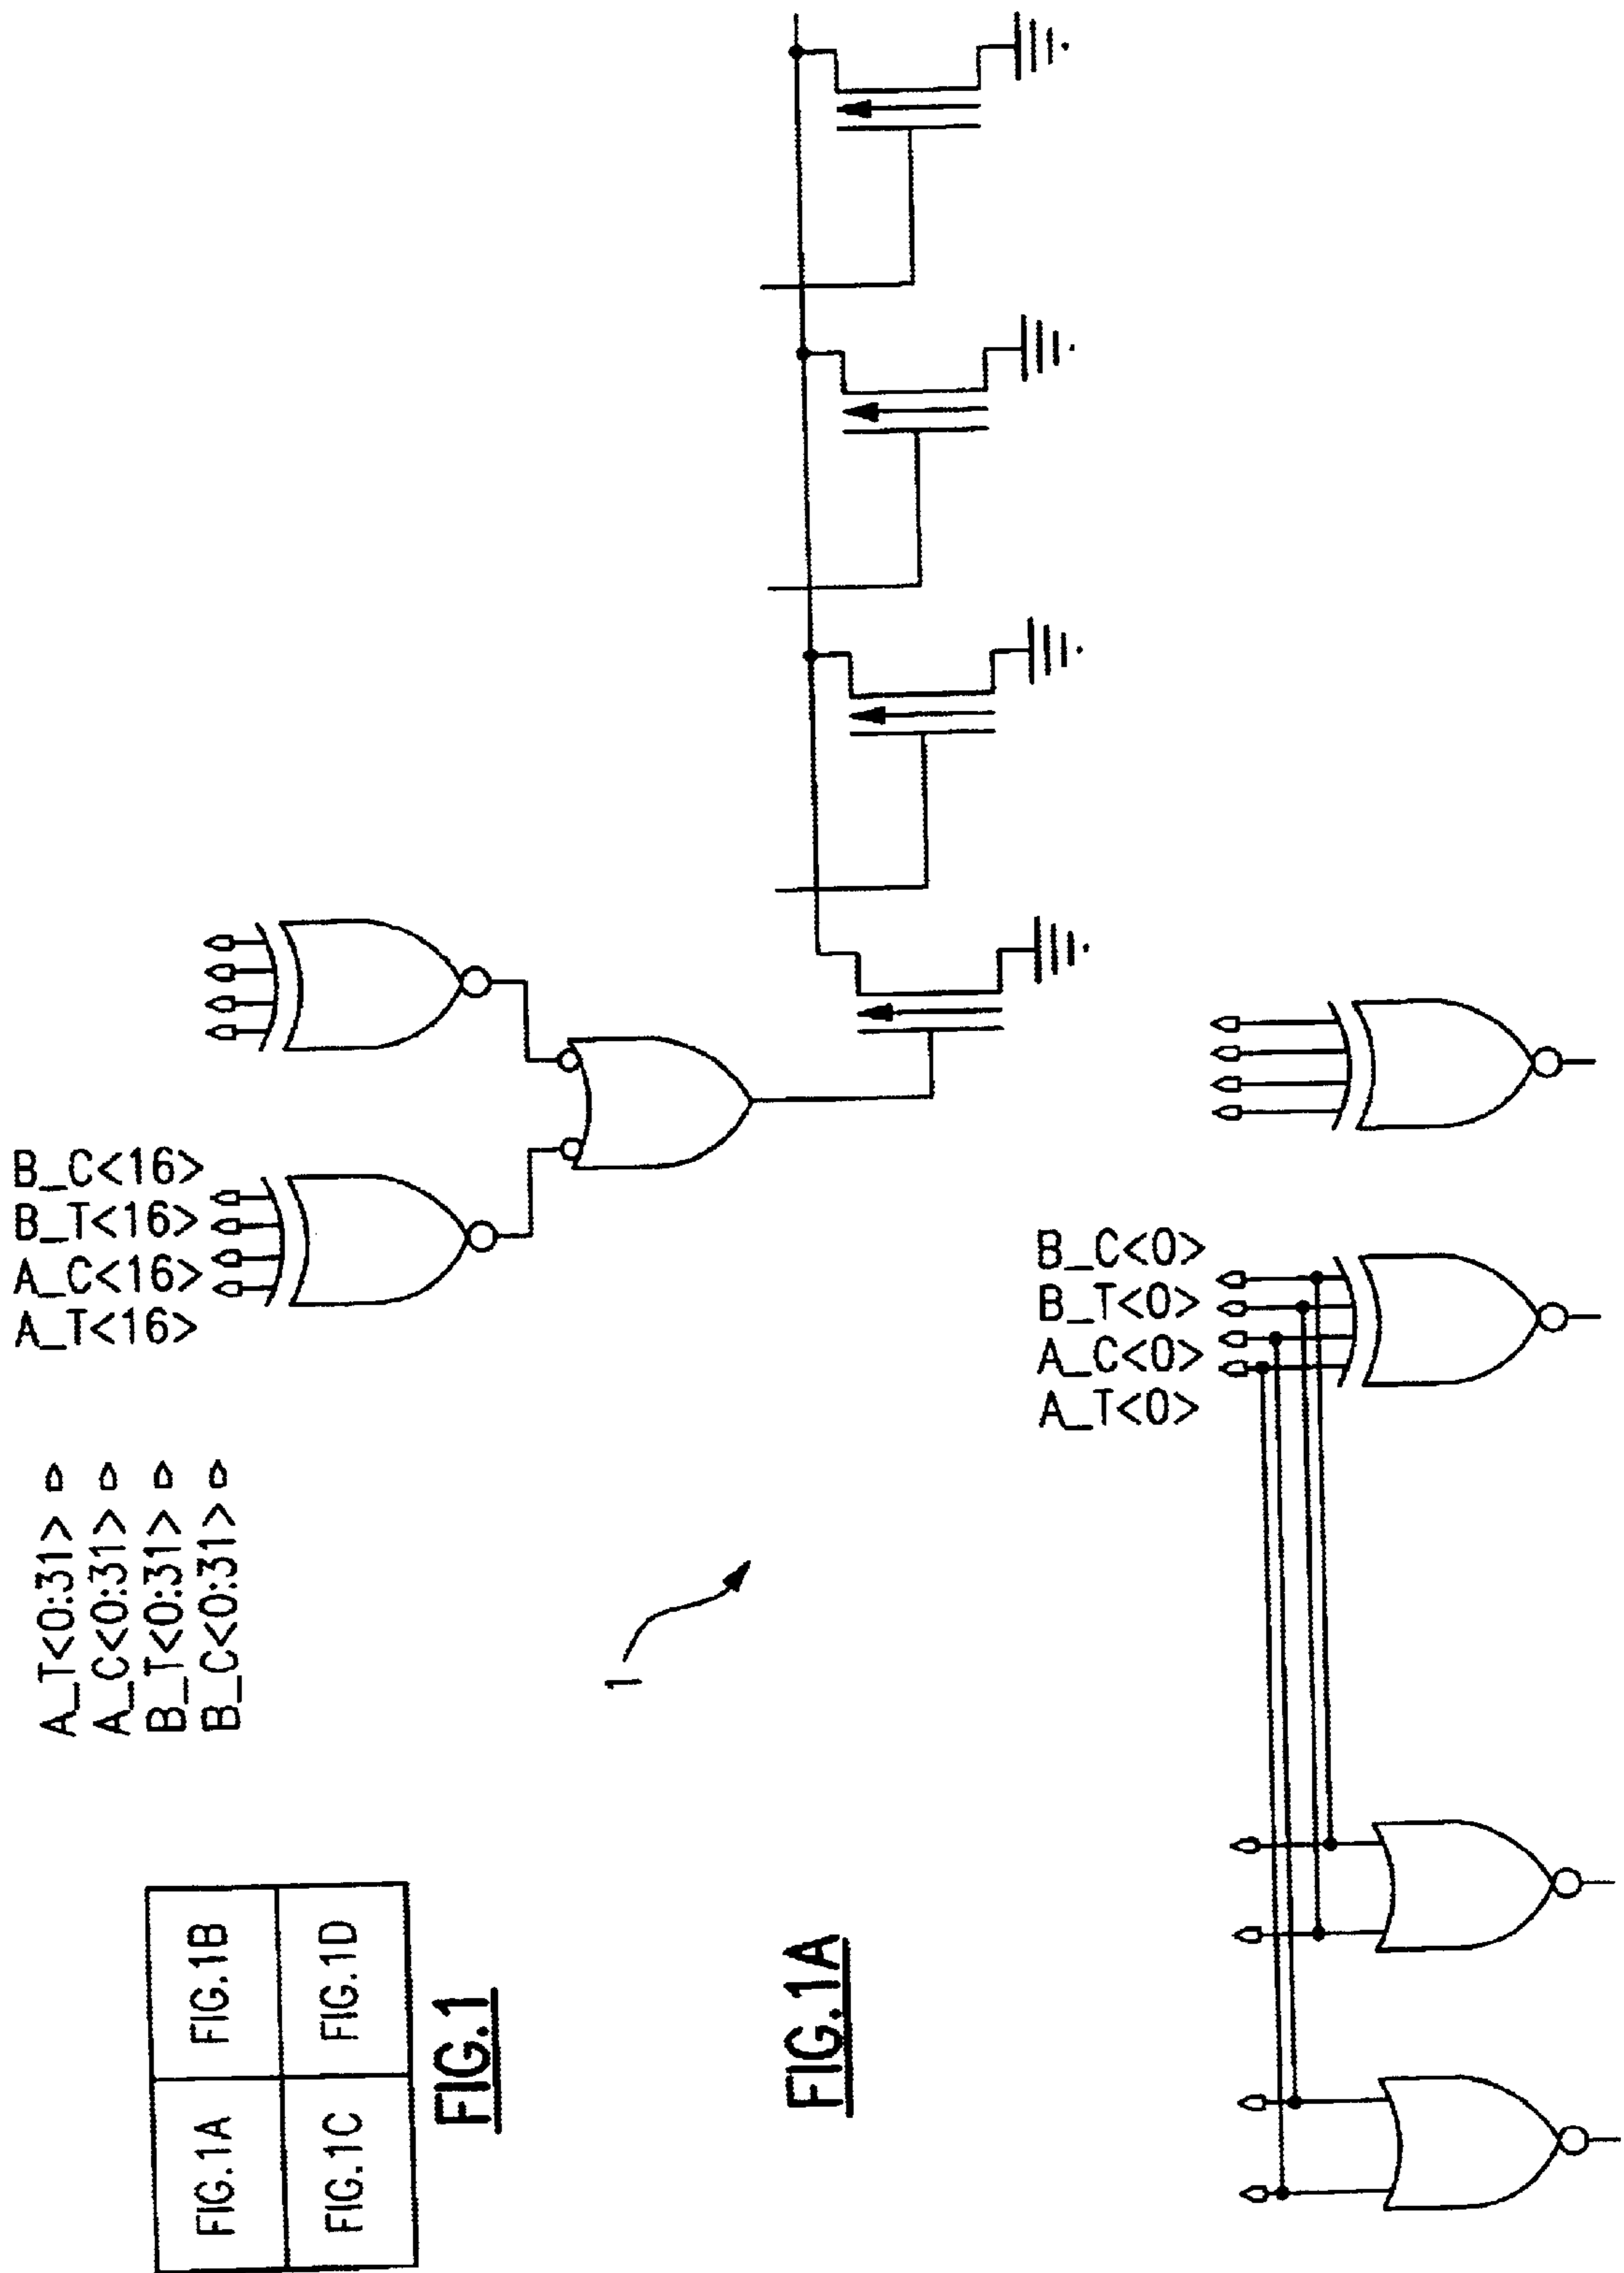 B_C<16>
B_T<16>
A_C<16>
A_T<16>
B_C<0>
B_T<0>
A_C<0>
A_T<0>
A_T<0:31>
A_C<0:31>
B_T<0:31>
B_C<0:31>
1
FIG.1A FIG.1B
FIG.1C FIG.1D
FIG.1
FIG.1A